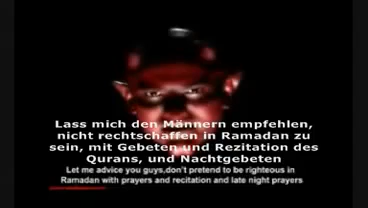 Lass mich den Männern empfehlen,
nicht rechtschaffen in Ramadan zu
sein, mit Gebeten und Rezitation des
Qurans, und Nachtgebeten
Let me advice you guys,don't pretend to be righteous in
Ramadan with prayers and recitation and late night prayers